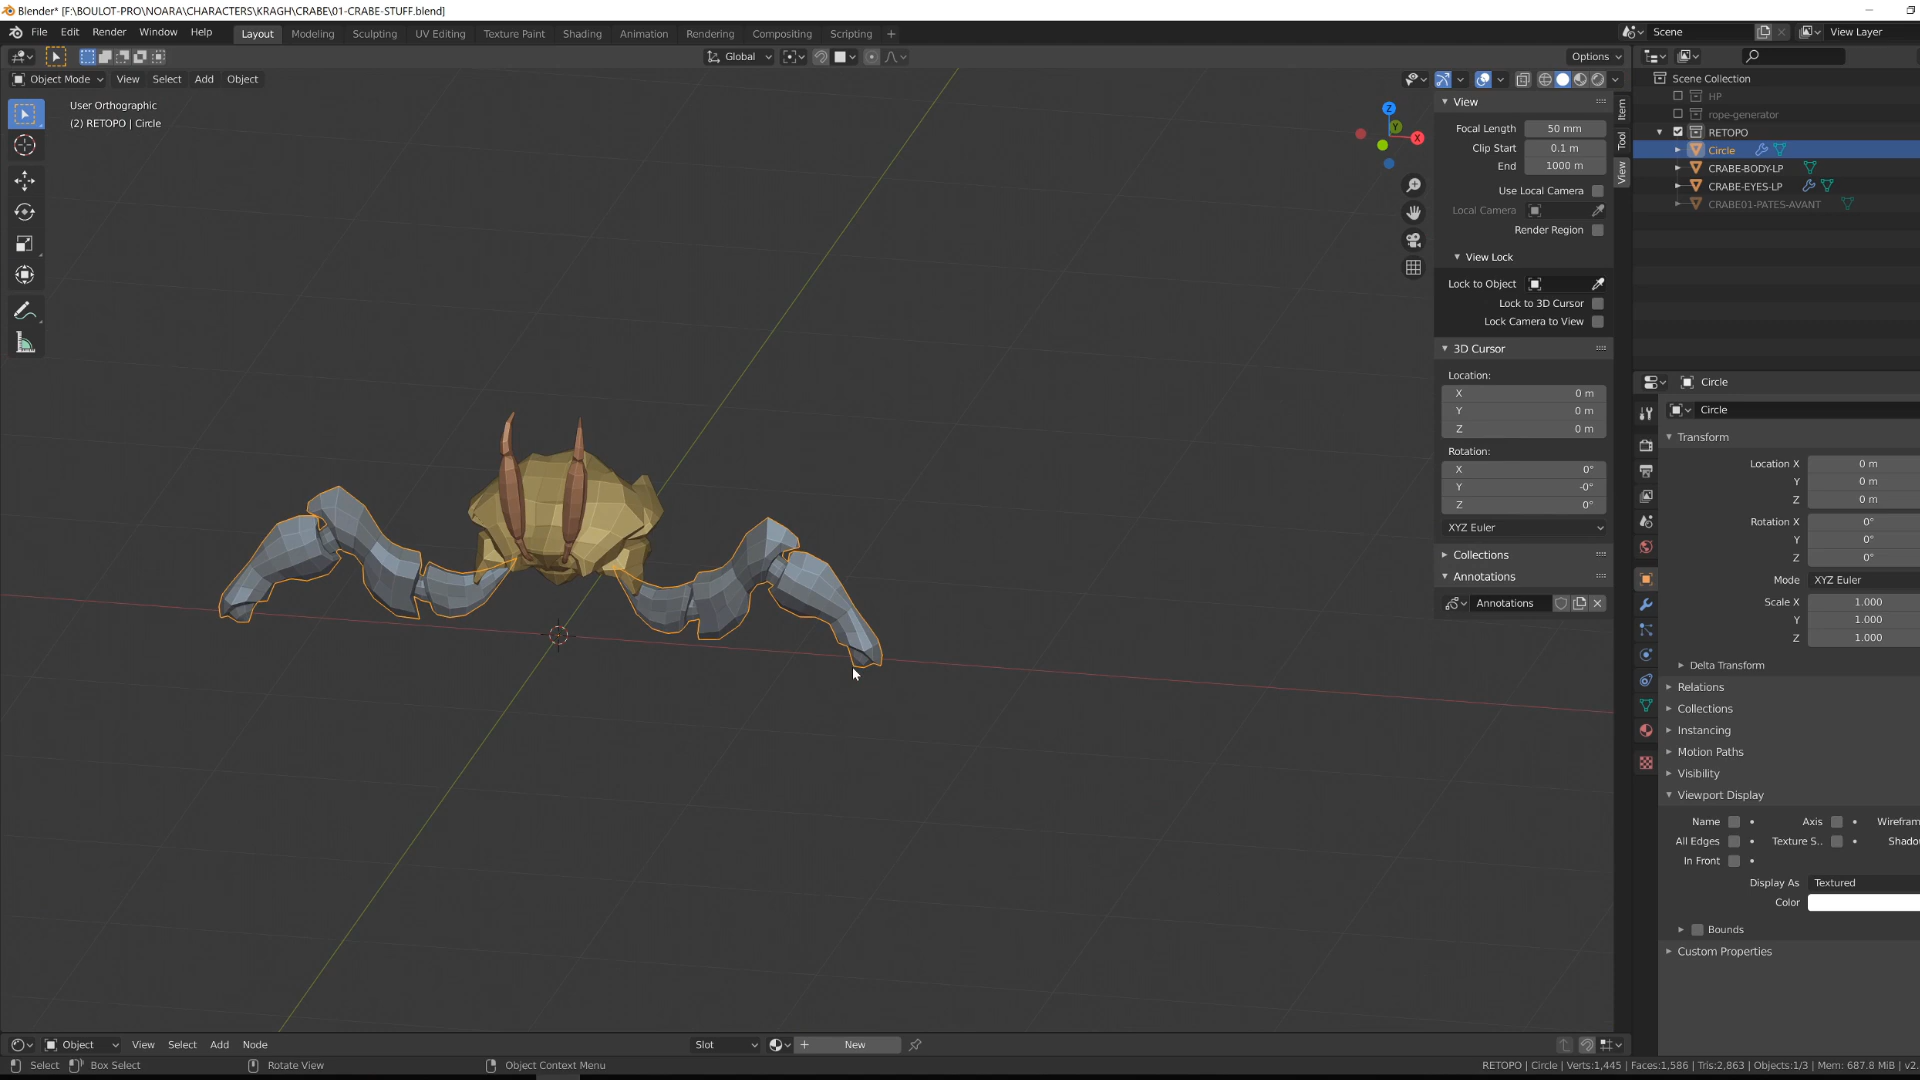 Blender* [F:\BOULOT-PRO\NOARA\CHARACTERS\KRAGH\CRABE\01-CRABE-STUFF.blend]
File Edit Render Window Help Layout Modeling Sculpting UV Editing Texture Paint Shading Animation Rendering Compositing Scripting + Scene View Layer
Global Options
Object Mode View Select Add Object
User Orthographic
(2) RETOPO | Circle
Z
Y
X
View
Focal Length 50 mm
Clip Start 0.1 m
End 1000 m
Use Local Camera
Local Camera
Render Region
View Lock
Lock to Object
Lock to 3D Cursor
Lock Camera to View
3D Cursor
Location:
X 0 m
Y 0 m
Z 0 m
Rotation:
X 0°
Y -0°
Z 0°
XYZ Euler
Collections
Annotations
Annotations
Item
Tool
View
Scene Collection
HP
rope-generator
RETOPO
Circle
CRABE-BODY-LP
CRABE-EYES-LP
CRABE01-PATES-AVANT
Circle
Circle
Transform
Location X 0 m
Y 0 m
Z 0 m
Rotation X 0°
Y 0°
Z 0°
Mode XYZ Euler
Scale X 1.000
Y 1.000
Z 1.000
Delta Transform
Relations
Collections
Instancing
Motion Paths
Visibility
Viewport Display
Name Axis Wirefram
All Edges Texture S.. Shado
In Front
Display As Textured
Color
Bounds
Custom Properties
Object View Select Add Node Slot + New
Select Box Select Rotate View Object Context Menu RETOPO | Circle | Verts:1,445 | Faces:1,586 | Tris:2,863 | Objects:1/3 | Mem: 687.8 MiB | v2.